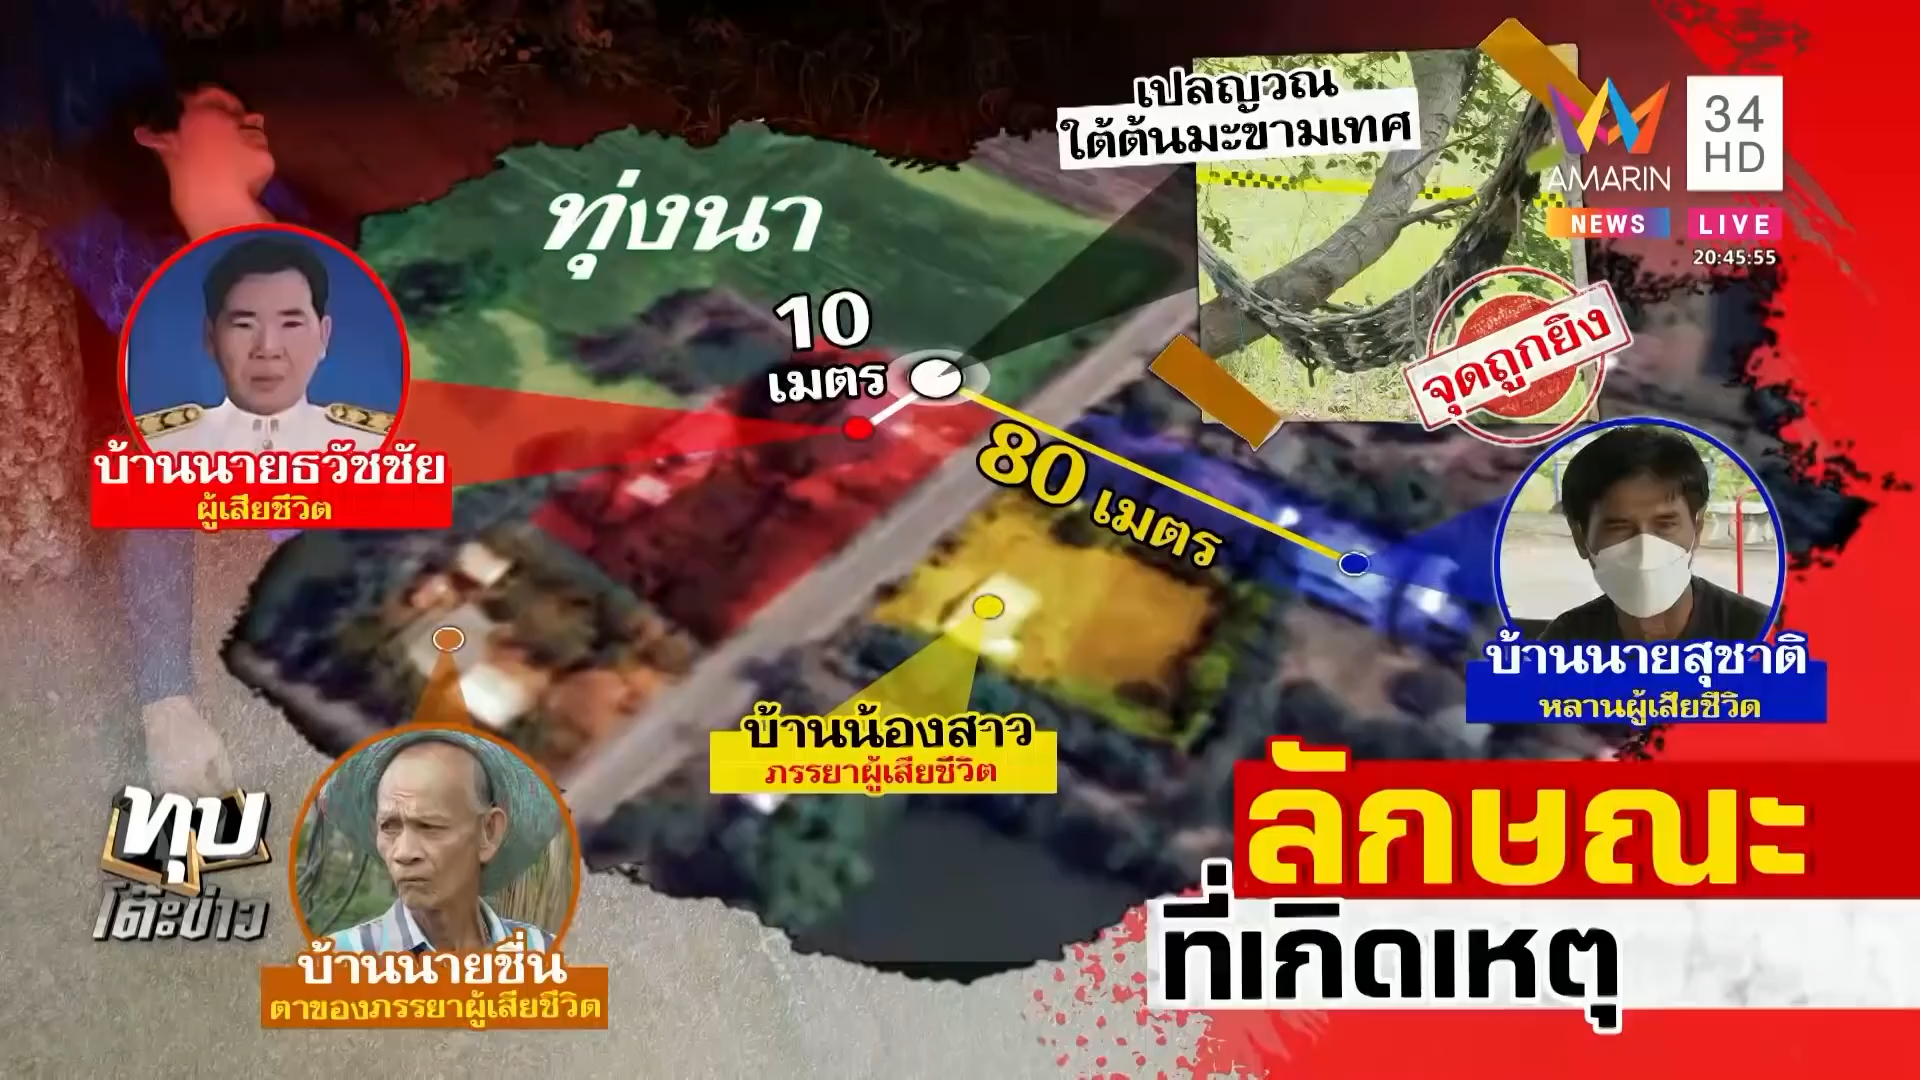 เปลญวณ
ใต้ต้นมะขามเทศ
AMARIN
NEWS
34
HD
LIVE
20:45:55
ทุ่งนา
10
เมตร
จุดถูกยิง
80 เมตร
บ้านนายธวัชชัย
ผู้เสียชีวิต
บ้านนายสุชาติ
หลานผู้เสียชีวิต
บ้านน้องสาว
ภรรยาผู้เสียชีวิต
ทุบ
โต๊ะข่าว
บ้านนายชื่น
ตาของภรรยาผู้เสียชีวิต
ลักษณะ
ที่เกิดเหตุ